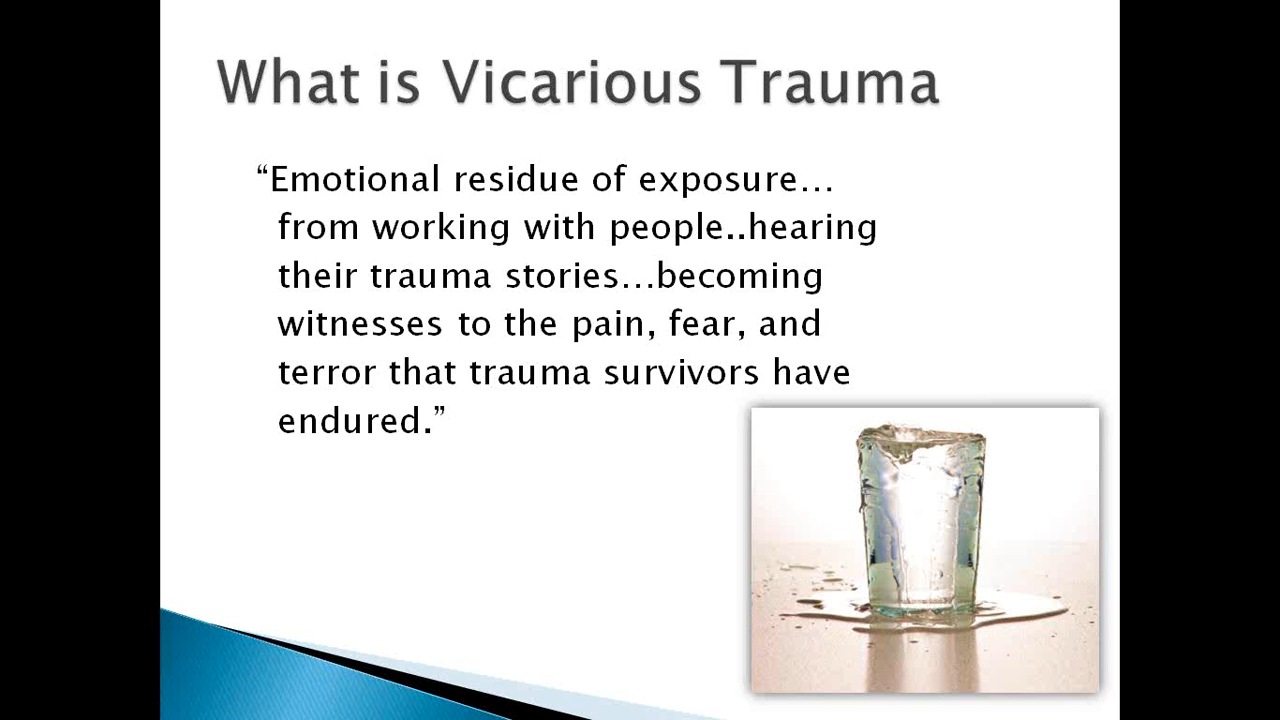 What is Vicarious Trauma
“Emotional residue of exposure…
from working with people..hearing
their trauma stories…becoming
witnesses to the pain, fear, and
terror that trauma survivors have
endured.”